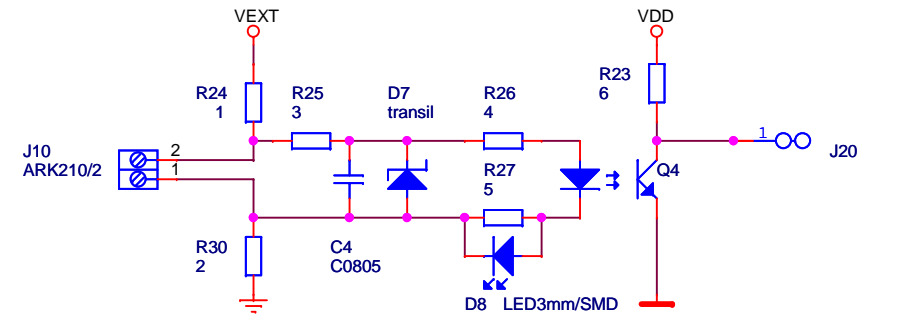 VEXT
VDD
R24
1
R25
3
D7
transil
R26
4
R23
6
J10
ARK210/2
2
1
R27
5
Q4
1
J20
R30
2
C4
C0805
D8 LED3mm/SMD